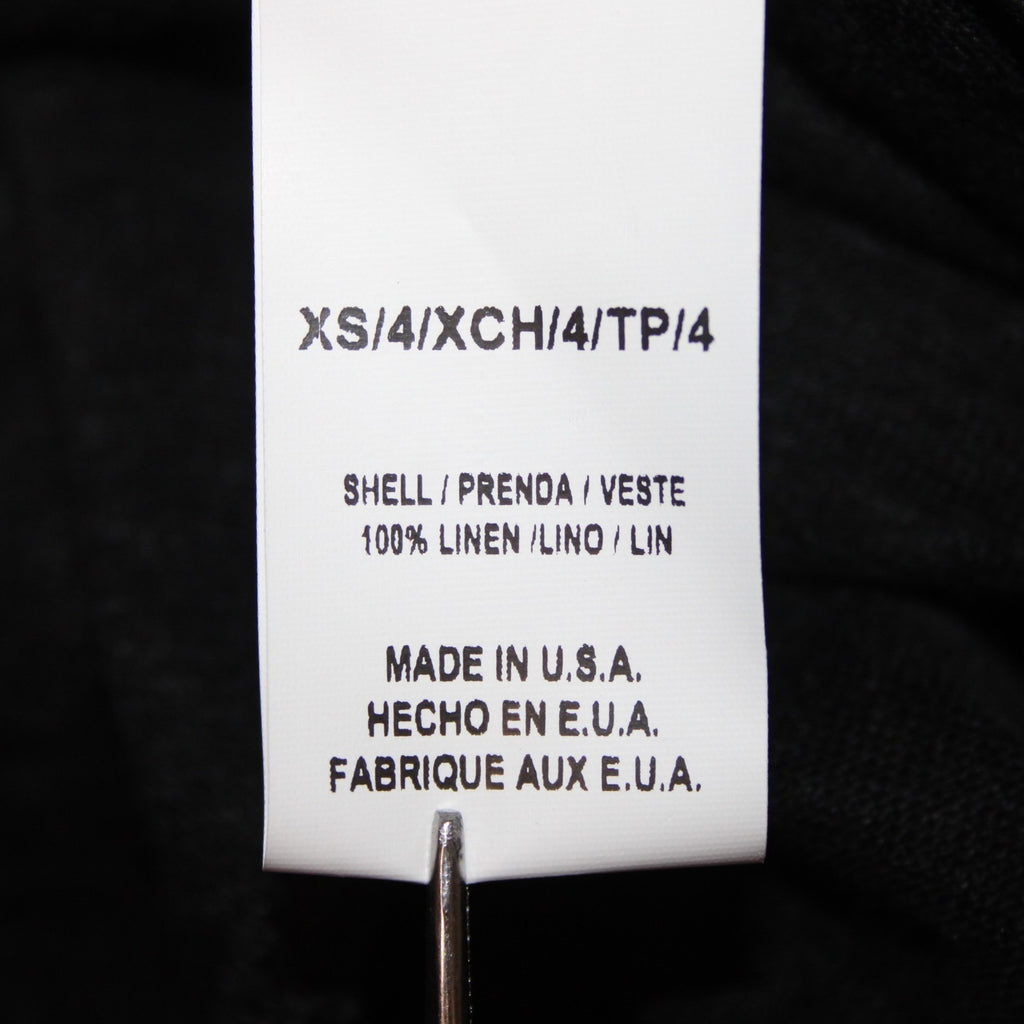 XS/4/XCH/4/TP/4
SHELL / PRENDA / VESTE
100% LINEN /LINO / LIN
MADE IN U.S.A.
HECHO EN E.U.A.
FABRIQUE AUX E.U.A.